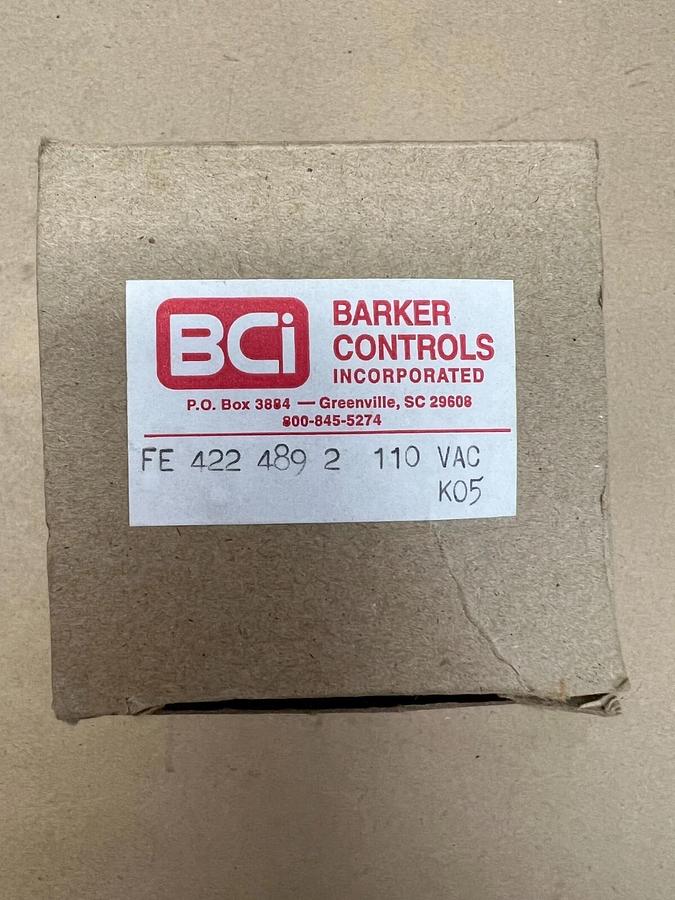 BCi
BARKER
CONTROLS
INCORPORATED
P.O. Box 3884 — Greenville, SC 29608
800-845-5274
FE 422 489 2 110 VAC
K05